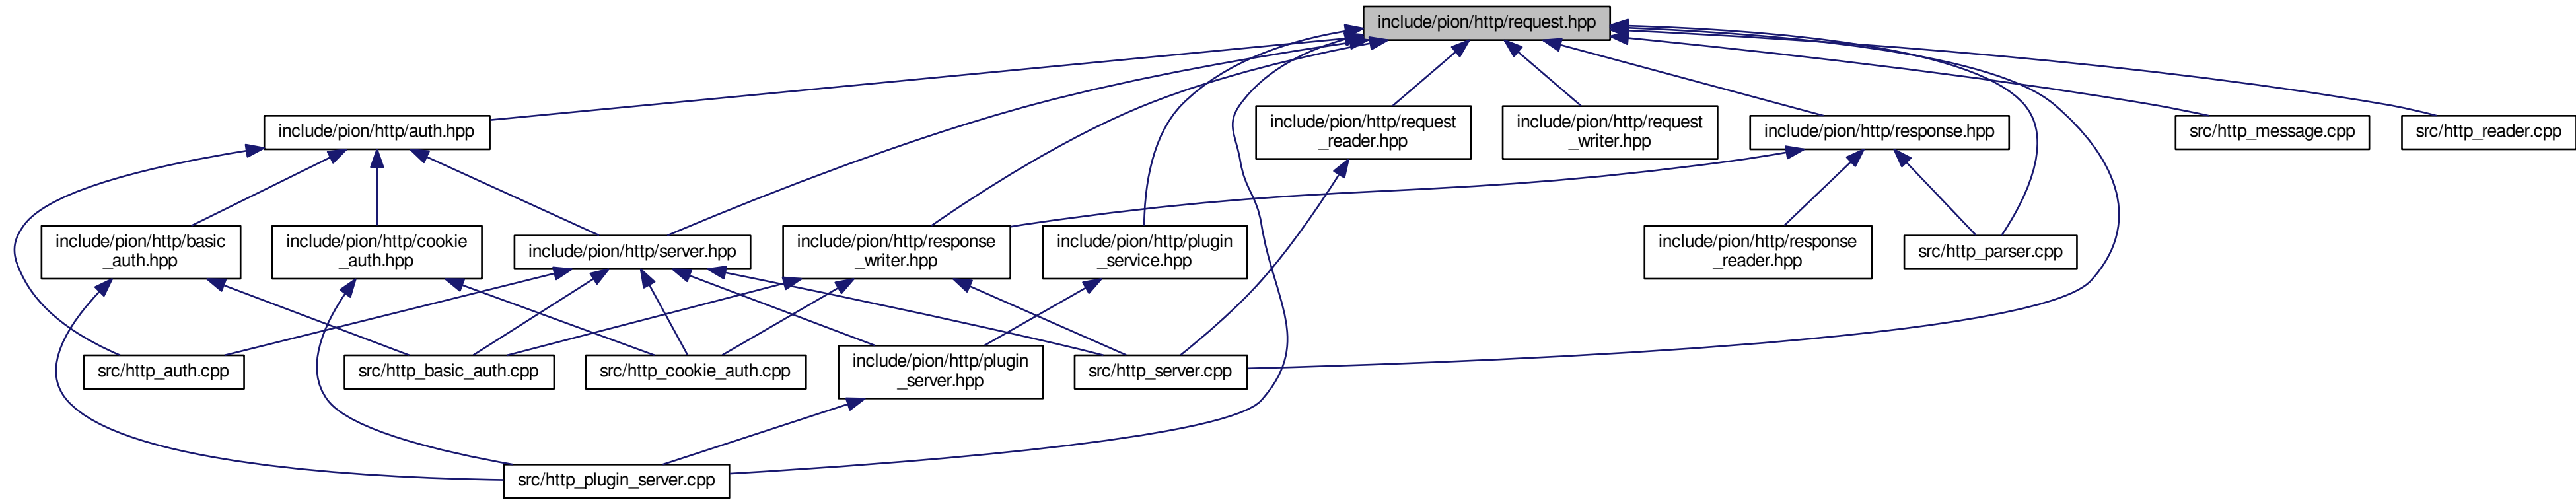 include/pion/http/request.hpp
include/pion/http/auth.hpp
include/pion/http/request
_reader.hpp
include/pion/http/request
_writer.hpp
include/pion/http/response.hpp
src/http_message.cpp
src/http_reader.cpp
include/pion/http/basic
_auth.hpp
include/pion/http/cookie
_auth.hpp
include/pion/http/server.hpp
include/pion/http/response
_writer.hpp
include/pion/http/plugin
_service.hpp
include/pion/http/response
_reader.hpp
src/http_parser.cpp
src/http_auth.cpp
src/http_basic_auth.cpp
src/http_cookie_auth.cpp
include/pion/http/plugin
_server.hpp
src/http_server.cpp
src/http_plugin_server.cpp